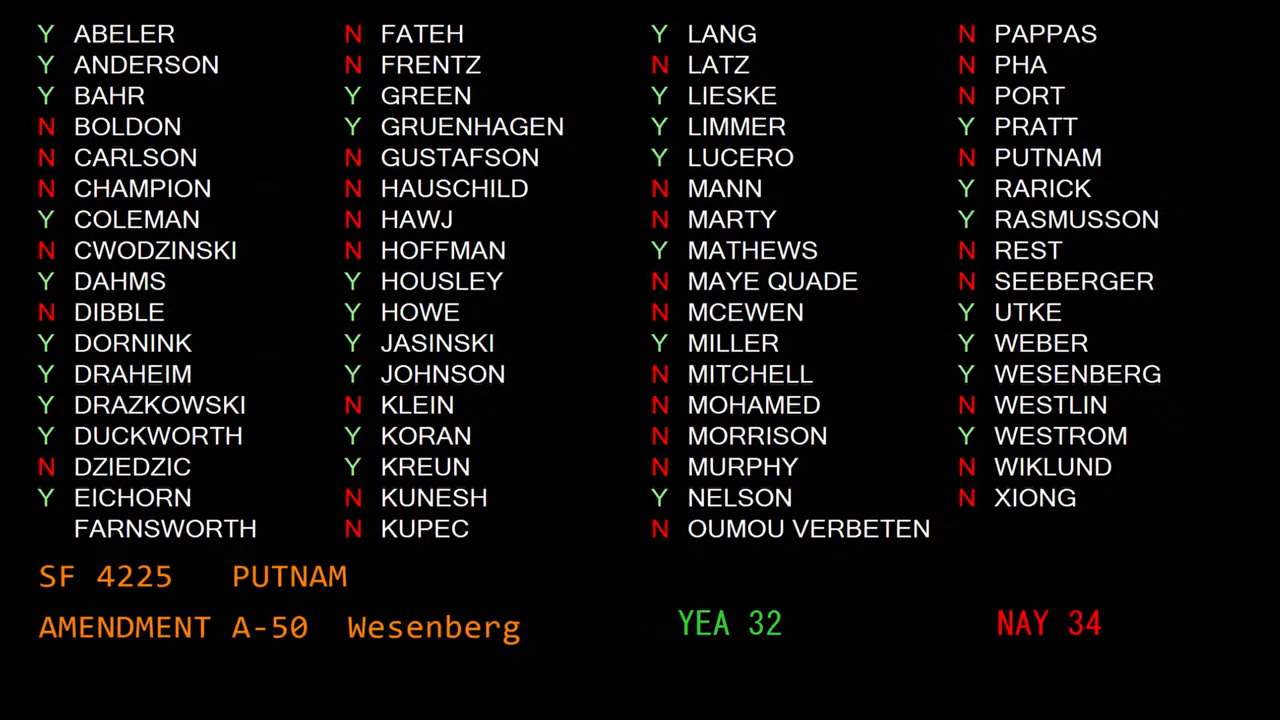 Y ABELER N FATEH Y LANG N PAPPAS
Y ANDERSON N FRENTZ N LATZ N PHA
Y BAHR Y GREEN Y LIESKE N PORT
N BOLDON Y GRUENHAGEN Y LIMMER Y PRATT
N CARLSON N GUSTAFSON Y LUCERO N PUTNAM
N CHAMPION N HAUSCHILD N MANN Y RARICK
Y COLEMAN N HAWJ N MARTY Y RASMUSSON
N CWODZINSKI N HOFFMAN Y MATHEWS N REST
Y DAHMS Y HOUSLEY N MAYE QUADE N SEEBERGER
N DIBBLE Y HOWE N MCEWEN Y UTKE
Y DORNINK Y JASINSKI Y MILLER Y WEBER
Y DRAHEIM Y JOHNSON N MITCHELL Y WESENBERG
Y DRAZKOWSKI N KLEIN N MOHAMED N WESTLIN
Y DUCKWORTH Y KORAN N MORRISON Y WESTROM
N DZIEDZIC Y KREUN N MURPHY N WIKLUND
Y EICHORN N KUNESH Y NELSON N XIONG
FARNSWORTH N KUPEC N OUMOU VERBETEN
SF 4225 PUTNAM
AMENDMENT A-50 Wesenberg YEA 32 NAY 34